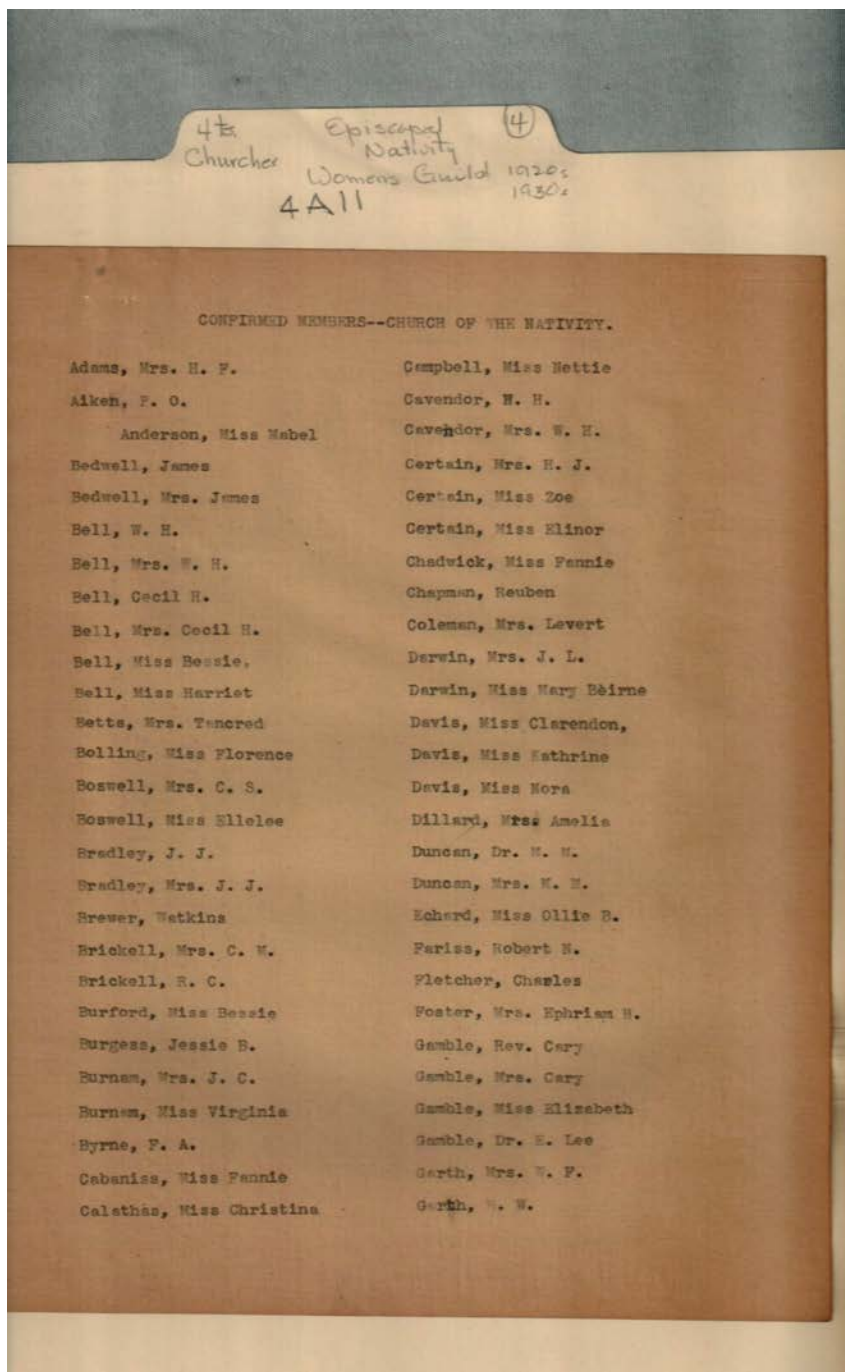 4ts Episcopal (4)
Churches Nativity
Womens Guild 1920s
1930s
4A11
CONFIRMED MEMBERS--CHURCH OF THE NATIVITY.
Adams, Mrs. H. F.
Aiken, F. O.
Anderson, Miss Mabel
Bedwell, James
Bedwell, Mrs. James
Bell, W. H.
Bell, Mrs. W. H.
Bell, Cecil H.
Bell, Mrs. Cecil H.
Bell, Miss Bessie.
Bell, Miss Harriet
Betts, Mrs. Tancred
Bolling, Miss Florence
Boswell, Mrs. C. S.
Boswell, Miss Ellelee
Bradley, J. J.
Bradley, Mrs. J. J.
Brewer, Watkins
Brickell, Mrs. C. M.
Brickell, R. C.
Burford, Miss Bessie
Burgess, Jessie B.
Burnam, Mrs. J. C.
Burnam, Miss Virginia
Byrne, F. A.
Cabaniss, Miss Fannie
Calathas, Miss Christina
Campbell, Miss Nettie
Cavendor, W. H.
Cavendor, Mrs. W. H.
Certain, Mrs. H. J.
Certain, Miss Zoe
Certain, Miss Elinor
Chadwick, Miss Fannie
Chapman, Reuben
Coleman, Mrs. Levert
Darwin, Mrs. J. L.
Darwin, Miss Mary Bèirne
Davis, Miss Clarendon,
Davis, Miss Kathrine
Davis, Miss Nora
Dillard, Mrs. Amelia
Duncan, Dr. M. M.
Duncan, Mrs. M. M.
Echard, Miss Ollie B.
Fariss, Robert N.
Fletcher, Charles
Foster, Mrs. Ephriam H.
Gamble, Rev. Cary
Gamble, Mrs. Cary
Gamble, Miss Elizabeth
Gamble, Dr. E. Lee
Garth, Mrs. W. F.
Garth, W. W.